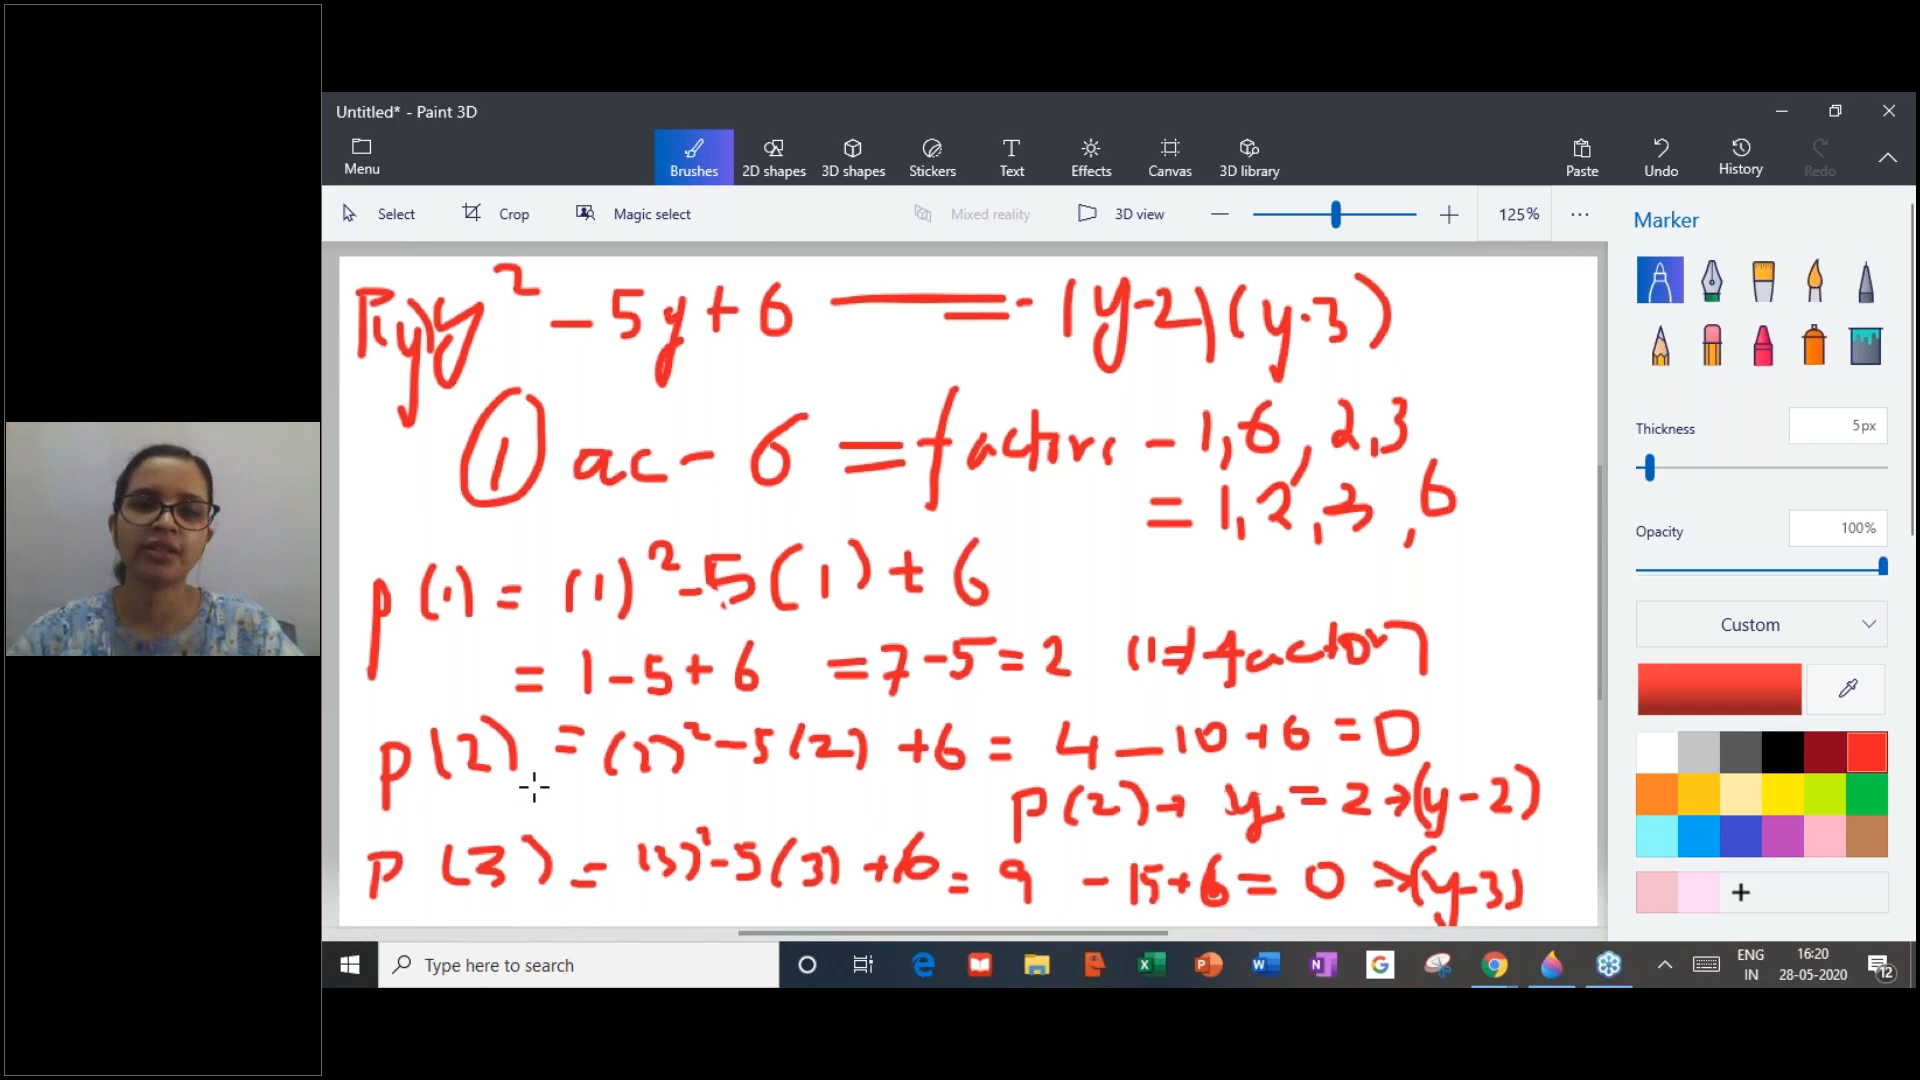 Untitled* - Paint 3D
Menu
Brushes 2D shapes 3D shapes Stickers Text Effects Canvas 3D library Paste Undo History Redo
Select Crop Magic select Mixed reality 3D view 125% ...
Marker
Thickness 5px
Opacity 100%
Custom
+
P(y) y² - 5y + 6 = - (y-2)(y-3)
① ac - 6 = factors - 1,6, 2,3
= 1,2,3,6
p(1) = (1)² - 5(1) + 6
= 1 - 5 + 6 = 7 - 5 = 2 (1 ≠ factor)
p(2) = (2)² - 5(2) + 6 = 4 - 10 + 6 = 0
p(2) → y = 2 → (y-2)
p(3) = (3)² - 5(3) + 6 = 9 - 15 + 6 = 0 ⇒ (y-3)
Type here to search
ENG
IN
16:20
28-05-2020
12